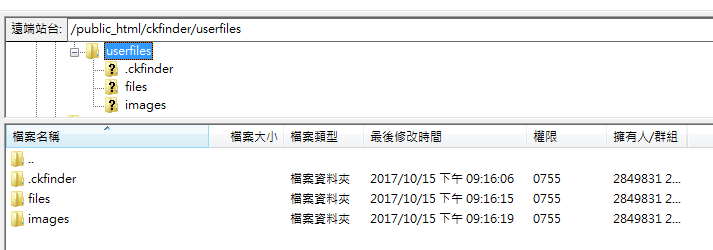 遠端站台: /public_html/ckfinder/userfiles
userfiles
.ckfinder
files
images
檔案名稱 檔案大小 檔案類型 最後修改時間 權限 擁有人/群組
..
.ckfinder 檔案資料夾 2017/10/15 下午 09:16:06 0755 2849831 2...
files 檔案資料夾 2017/10/15 下午 09:16:15 0755 2849831 2...
images 檔案資料夾 2017/10/15 下午 09:16:19 0755 2849831 2...